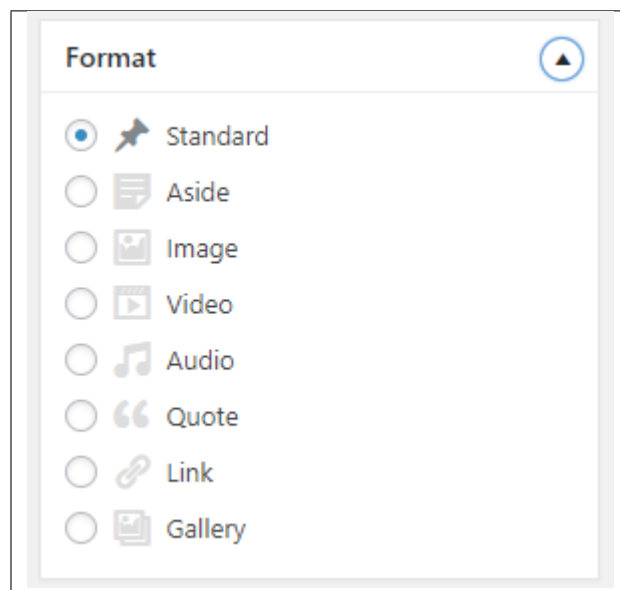 Format
Standard
Aside
Image
Video
Audio
Quote
Link
Gallery